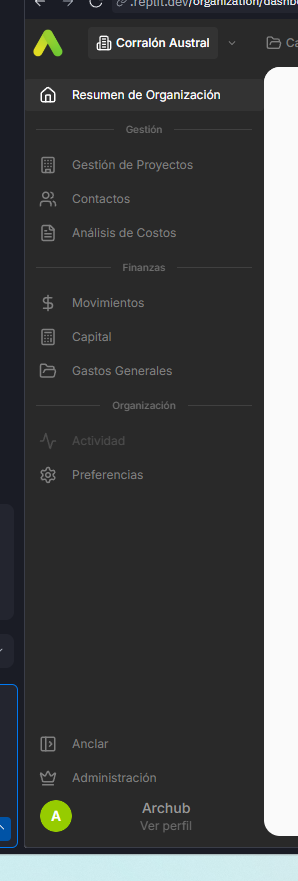 .replit.dev/organization/dashb
Corralón Austral
Ca
Resumen de Organización
Gestión
Gestión de Proyectos
Contactos
Análisis de Costos
Finanzas
Movimientos
Capital
Gastos Generales
Organización
Actividad
Preferencias
Anclar
Administración
A
Archub
Ver perfil